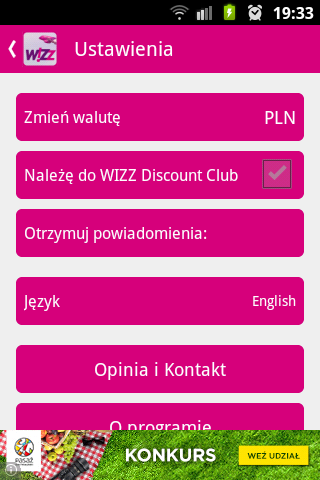 19:33
WIZZ
Ustawienia
Zmień walutę PLN
Należę do WIZZ Discount Club
Otrzymuj powiadomienia:
Język English
Opinia i Kontakt
O programie
pasaż
KONKURS
WEŹ UDZIAŁ